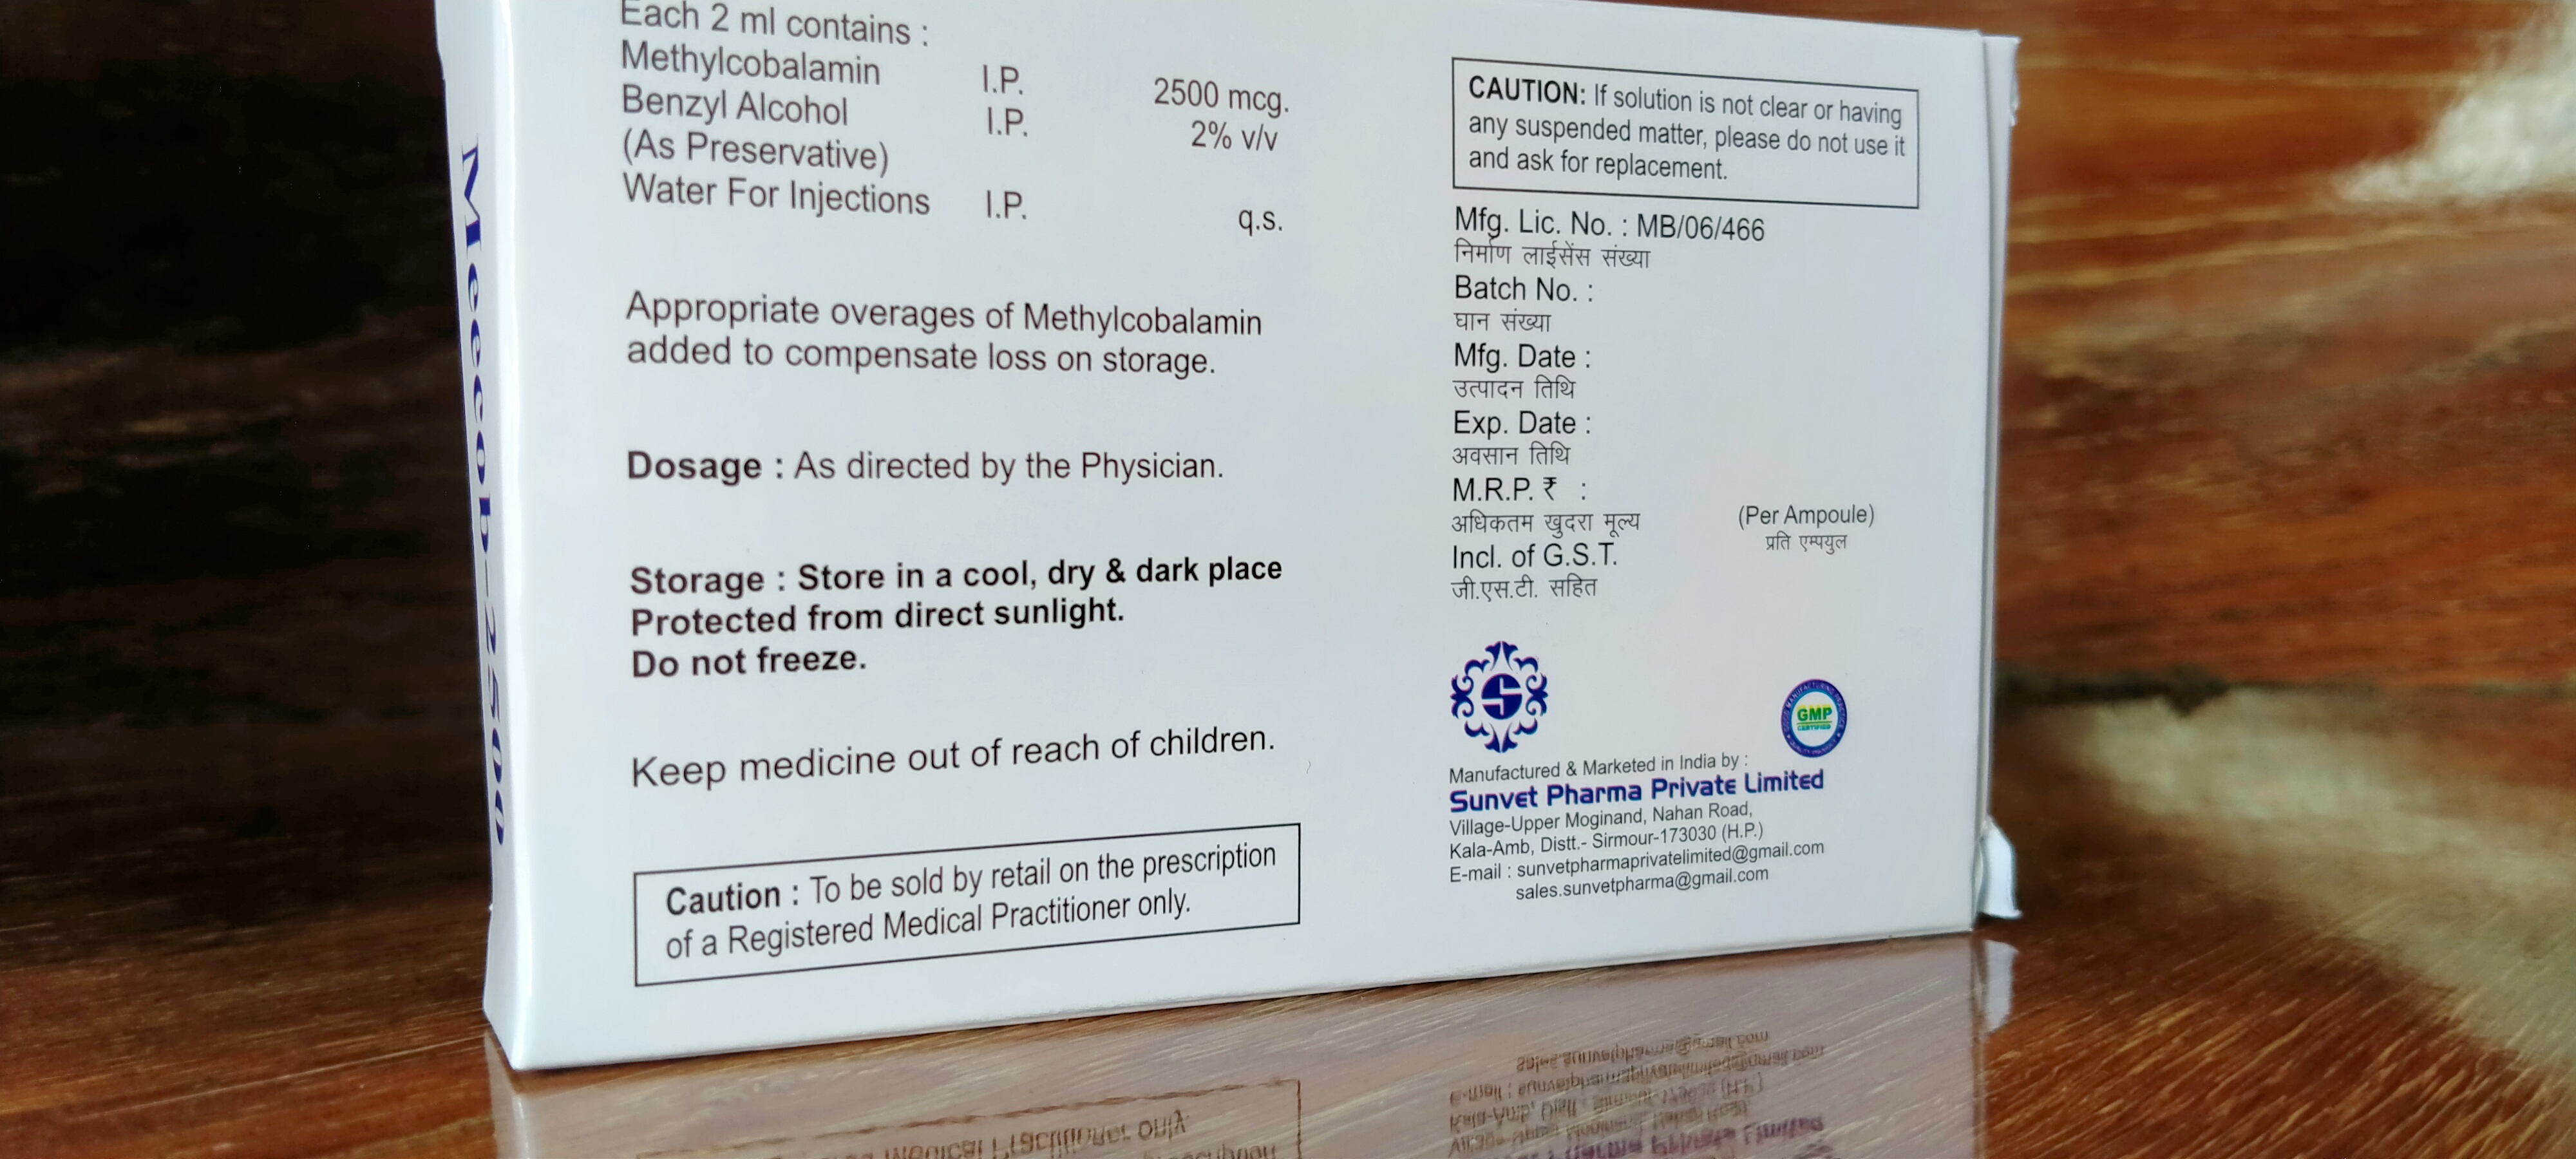 Meecob-2500
Each 2 ml contains :
Methylcobalamin I.P. 2500 mcg.
Benzyl Alcohol I.P. 2% v/v
(As Preservative)
Water For Injections I.P. q.s.
Appropriate overages of Methylcobalamin
added to compensate loss on storage.
Dosage : As directed by the Physician.
Storage : Store in a cool, dry & dark place
Protected from direct sunlight.
Do not freeze.
Keep medicine out of reach of children.
Caution : To be sold by retail on the prescription
of a Registered Medical Practitioner only.
CAUTION: If solution is not clear or having
any suspended matter, please do not use it
and ask for replacement.
Mfg. Lic. No. : MB/06/466
निर्माण लाईसेंस संख्या
Batch No. :
घान संख्या
Mfg. Date :
उत्पादन तिथि
Exp. Date :
अवसान तिथि
M.R.P. ₹ :
अधिकतम खुदरा मूल्य (Per Ampoule)
Incl. of G.S.T. प्रति एम्पयुल
जी.एस.टी. सहित
S
GMP
CERTIFIED
Manufactured & Marketed in India by :
Sunvet Pharma Private Limited
Village-Upper Moginand, Nahan Road,
Kala-Amb, Distt.- Sirmour-173030 (H.P.)
E-mail : sunvetpharmaprivatelimited@gmail.com
sales.sunvetpharma@gmail.com